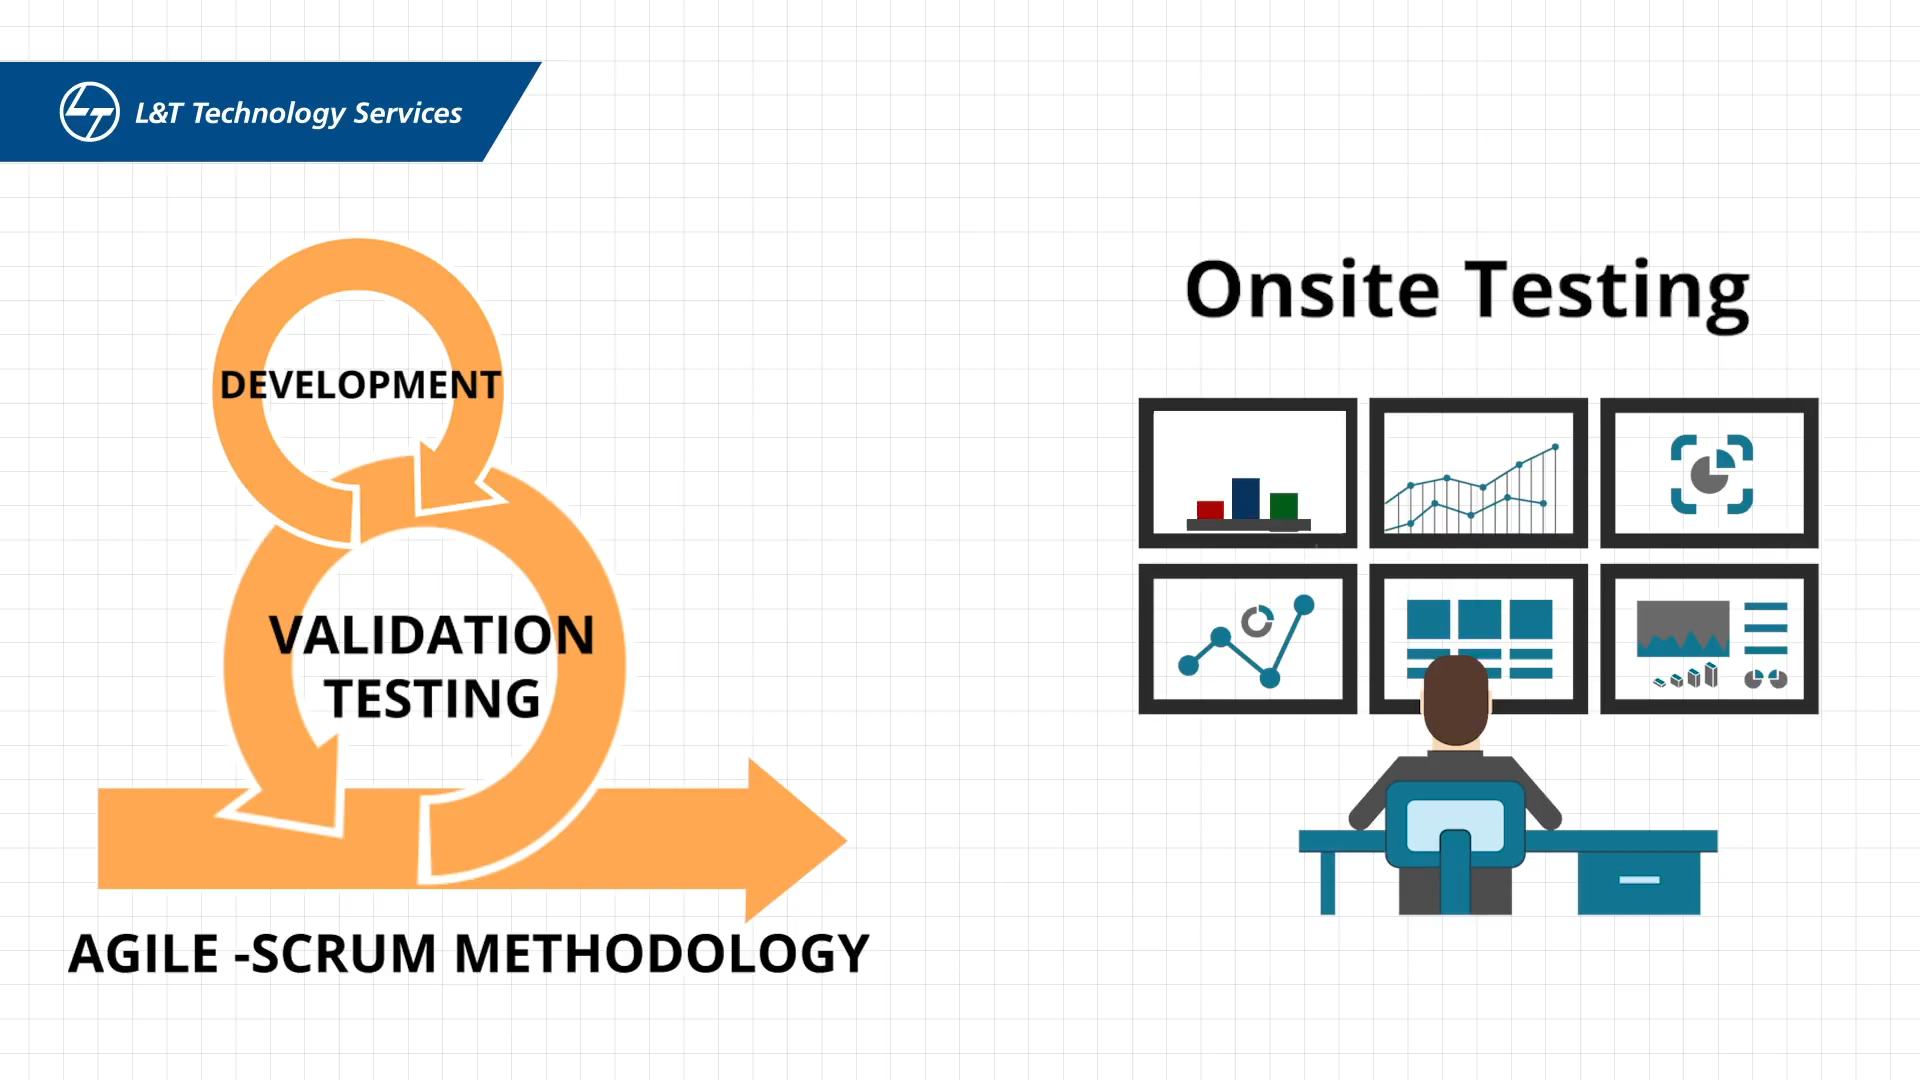 L&T Technology Services
DEVELOPMENT
VALIDATION
TESTING
AGILE -SCRUM METHODOLOGY
Onsite Testing